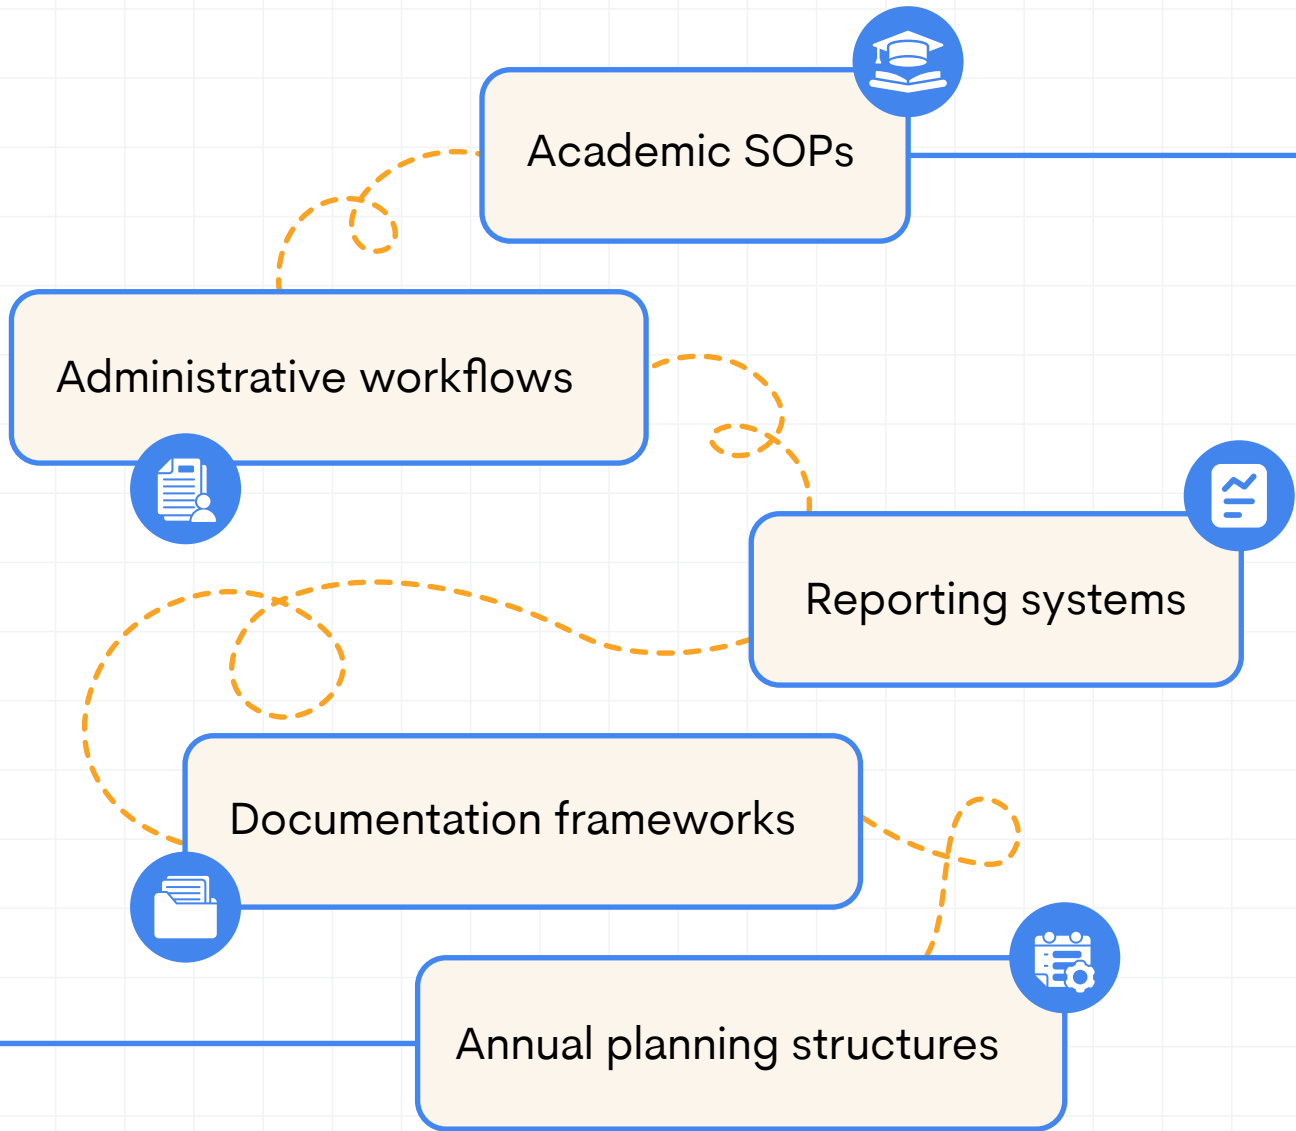 Academic SOPs
Administrative workflows
Reporting systems
Documentation frameworks
Annual planning structures